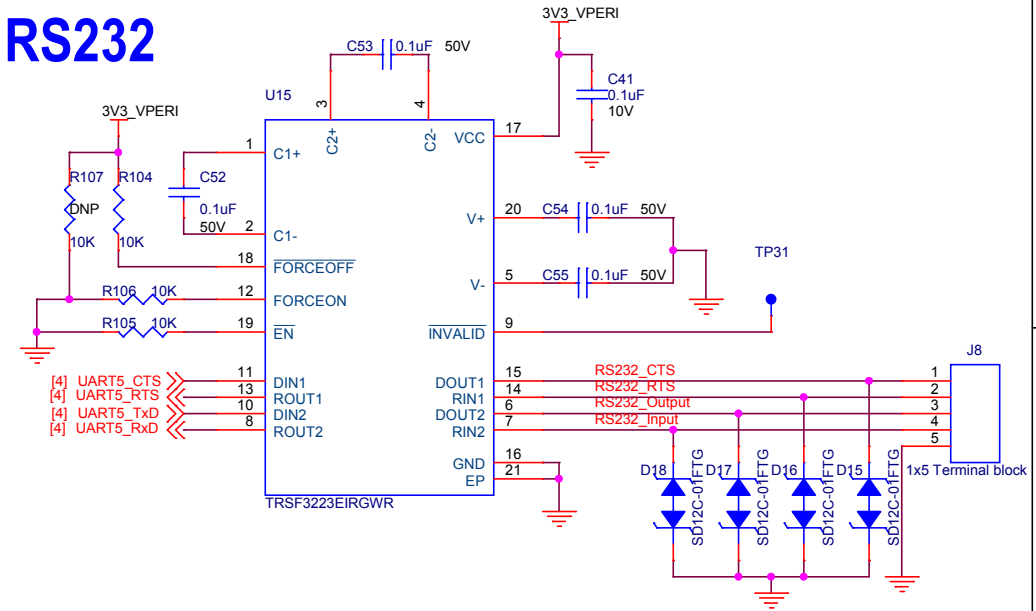 RS232
3V3_VPERI
C53 0.1uF 50V
U15
C41
0.1uF
10V
3V3_VPERI
3
4
C2+
C2-
VCC
17
1
C1+
R107
R104
C52
DNP
0.1uF
50V
10K
10K
2
C1-
V+
20
C54 0.1uF 50V
18
FORCEOFF
TP31
V-
5
C55 0.1uF 50V
R106 10K
12
FORCEON
R105 10K
19
EN
INVALID
9
J8
[4] UART5_CTS
11
DIN1
DOUT1
15
RS232_CTS
1
[4] UART5_RTS
13
ROUT1
RIN1
14
RS232_RTS
2
[4] UART5_TxD
10
DIN2
DOUT2
6
RS232_Output
3
[4] UART5_RxD
8
ROUT2
RIN2
7
RS232_Input
4
5
1x5 Terminal block
GND
16
EP
21
D18
SD12C-01FTG
D17
SD12C-01FTG
D16
SD12C-01FTG
D15
SD12C-01FTG
TRSF3223EIRGWR